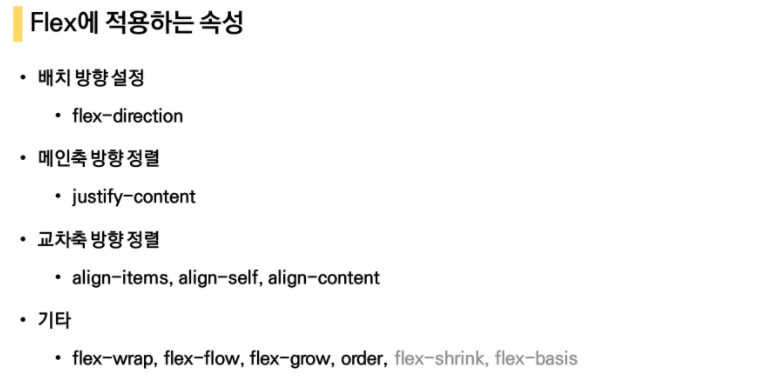 Flex에 적용하는 속성
• 배치 방향 설정
• flex-direction
• 메인축 방향 정렬
• justify-content
• 교차축 방향 정렬
• align-items, align-self, align-content
• 기타
• flex-wrap, flex-flow, flex-grow, order, flex-shrink, flex-basis